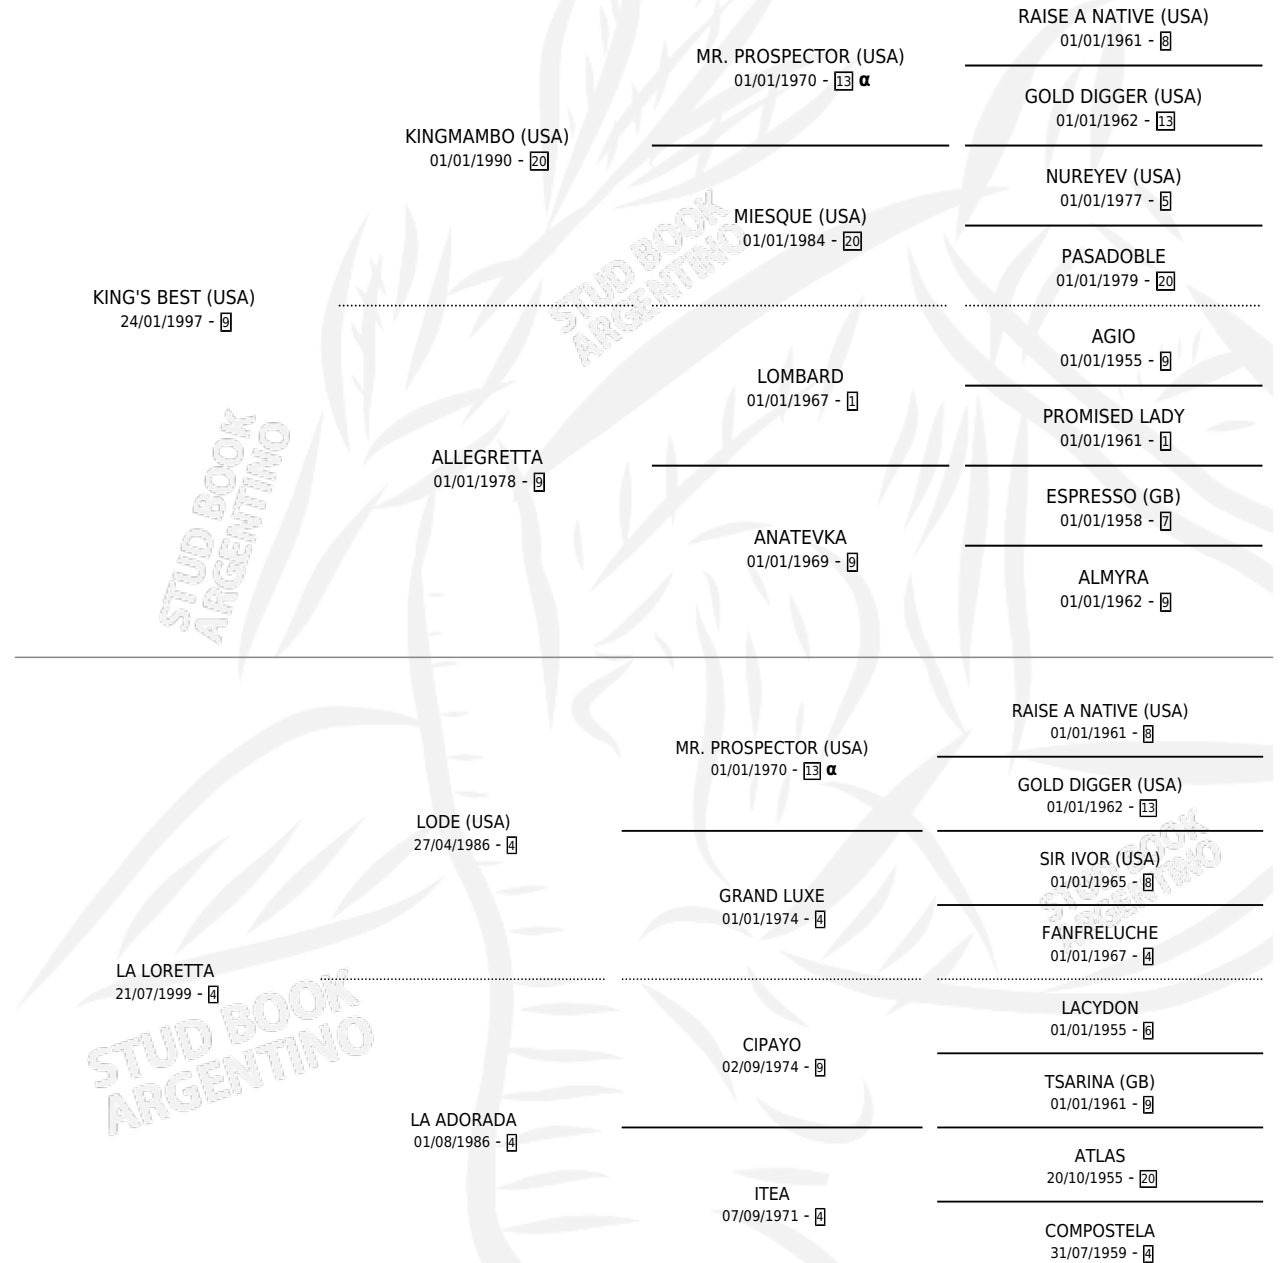 RAISE A NATIVE (USA)
01/01/1961 - 8
MR. PROSPECTOR (USA)
01/01/1970 - 13 α
GOLD DIGGER (USA)
01/01/1962 - 13
KINGMAMBO (USA)
01/01/1990 - 20
NUREYEV (USA)
01/01/1977 - 5
MIESQUE (USA)
01/01/1984 - 20
PASADOBLE
01/01/1979 - 20
KING'S BEST (USA)
24/01/1997 - 9
AGIO
01/01/1955 - 9
LOMBARD
01/01/1967 - 1
PROMISED LADY
01/01/1961 - 1
ALLEGRETTA
01/01/1978 - 9
ESPRESSO (GB)
01/01/1958 - 7
ANATEVKA
01/01/1969 - 9
ALMYRA
01/01/1962 - 9
RAISE A NATIVE (USA)
01/01/1961 - 8
MR. PROSPECTOR (USA)
01/01/1970 - 13 α
GOLD DIGGER (USA)
01/01/1962 - 13
LODE (USA)
27/04/1986 - 4
SIR IVOR (USA)
01/01/1965 - 8
GRAND LUXE
01/01/1974 - 4
FANFRELUCHE
01/01/1967 - 4
LA LORETTA
21/07/1999 - 4
LACYDON
01/01/1955 - 6
CIPAYO
02/09/1974 - 9
TSARINA (GB)
01/01/1961 - 9
LA ADORADA
01/08/1986 - 4
ATLAS
20/10/1955 - 20
ITEA
07/09/1971 - 4
COMPOSTELA
31/07/1959 - 4
STUD BOOK
ARGENTINO
STUD BOOK
ARGENTINO
STUD BOOK
ARGENTINO
STUD BOOK
ARGENTINO